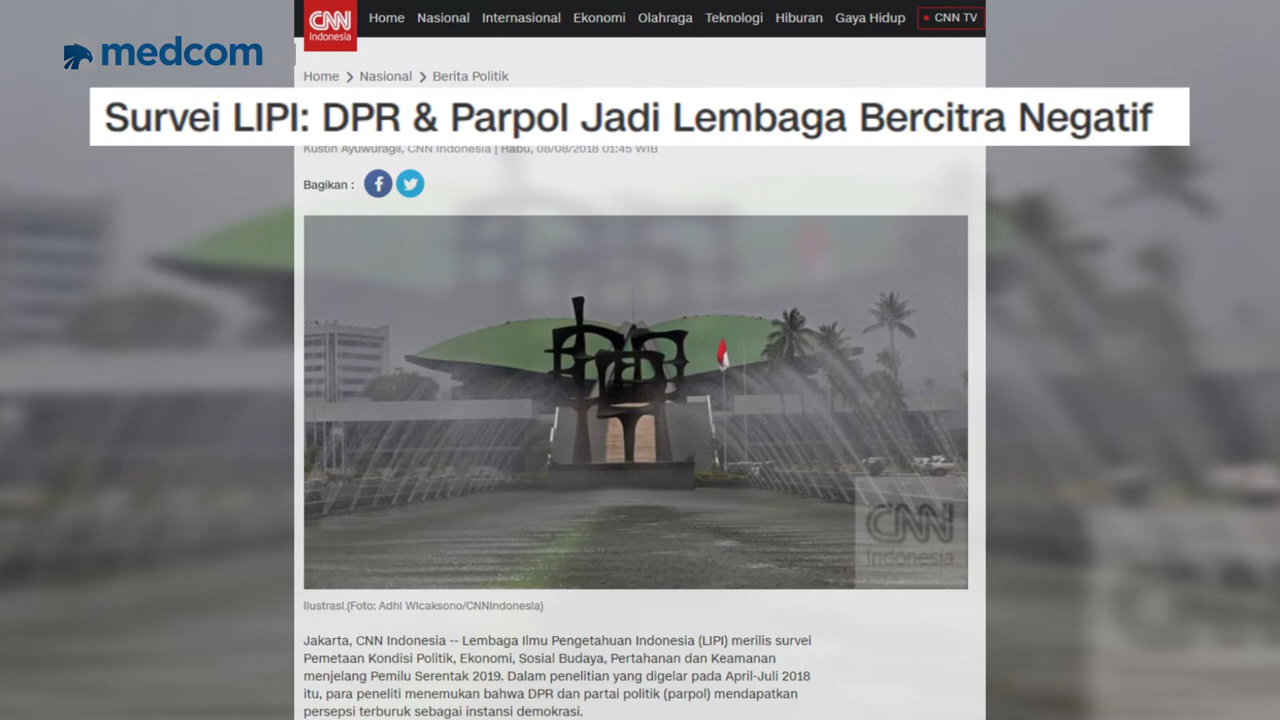 CNN
Indonesia
Home Nasional Internasional Ekonomi Olahraga Teknologi Hiburan Gaya Hidup CNN TV
medcom
Home > Nasional > Berita Politik
Survei LIPI: DPR & Parpol Jadi Lembaga Bercitra Negatif
Kustin Ayuwuragil, CNN Indonesia | Rabu, 08/08/2018 01:45 WIB
Bagikan :
CNN
Indonesia
Ilustrasi.(Foto: Adhi Wicaksono/CNNIndonesia)
Jakarta, CNN Indonesia -- Lembaga Ilmu Pengetahuan Indonesia (LIPI) merilis survei
Pemetaan Kondisi Politik, Ekonomi, Sosial Budaya, Pertahanan dan Keamanan
menjelang Pemilu Serentak 2019. Dalam penelitian yang digelar pada April-Juli 2018
itu, para peneliti menemukan bahwa DPR dan partai politik (parpol) mendapatkan
persepsi terburuk sebagai instansi demokrasi.